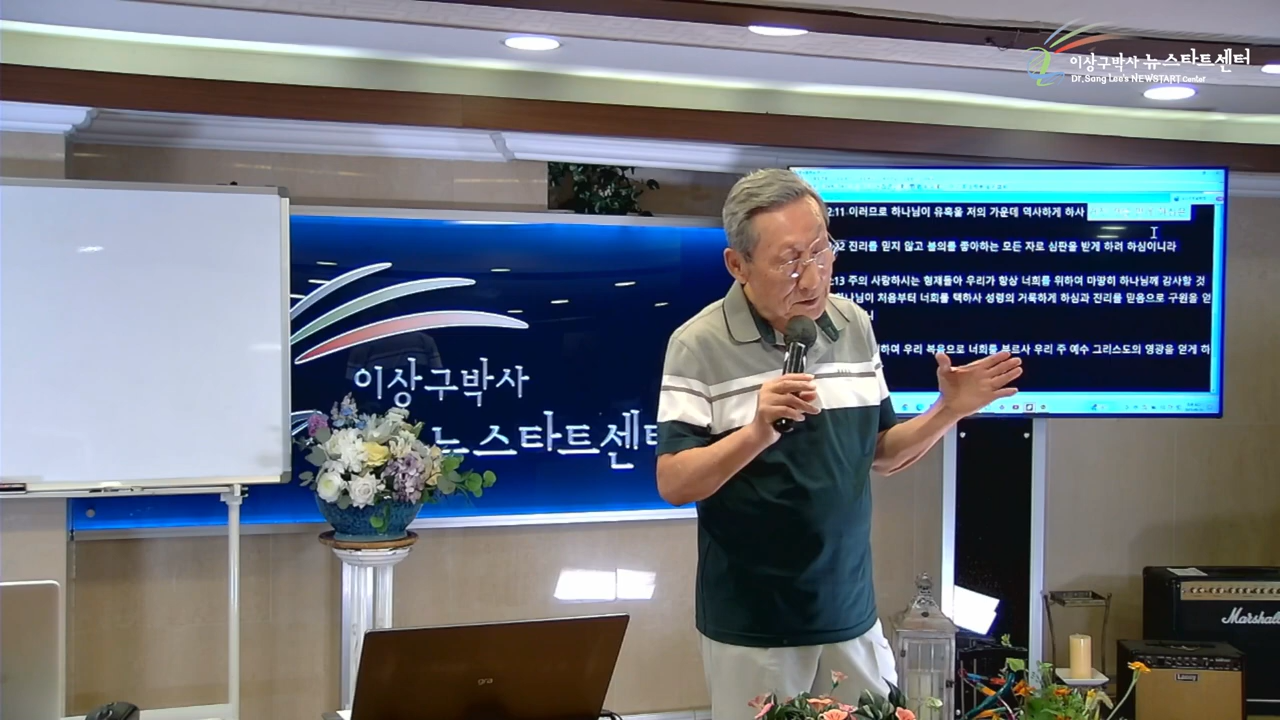 이상구박사 뉴스타트센터
Dr. Sang Lee's NEWSTART Center
2:11 이러므로 하나님이 유혹을 저의 가운데 역사하게 하사
진리를 믿지 않고 불의를 좋아하는 모든 자로 심판을 받게 하려 하심이니라
:13 주의 사랑하시는 형제들아 우리가 항상 너희를 위하여 마땅히 하나님께 감사할 것
하나님이 처음부터 너희를 택하사 성령의 거룩하게 하심과 진리를 믿음으로 구원을 얻
하여 우리 복음으로 너희를 부르사 우리 주 예수 그리스도의 영광을 얻게 하
이상구박사
뉴스타트센터
gra
Marshall
Laney